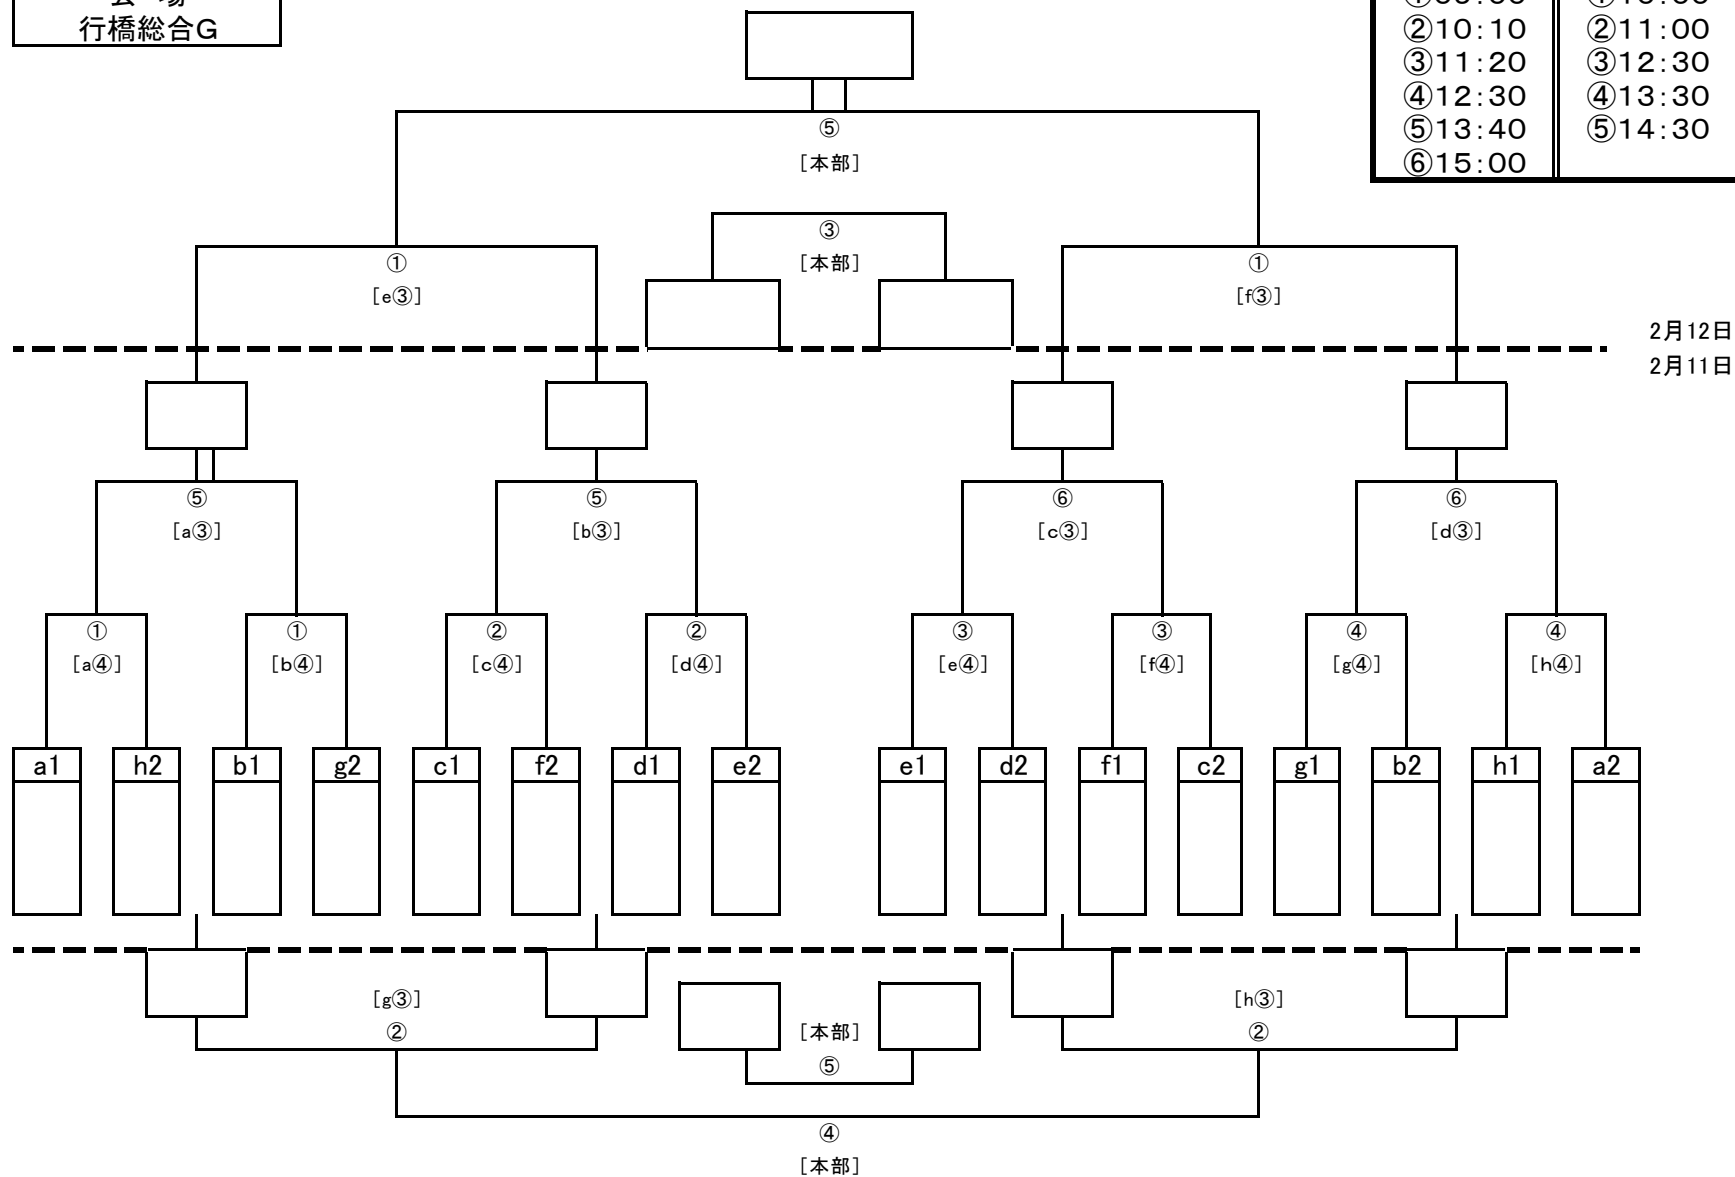 行橋総合G
②10:10 ②11:00
③11:20 ③12:30
④12:30 ④13:30
⑤13:40 ⑤14:30
⑥15:00
⑤
[本部]
③
[本部]
① ①
[e③] [f③]
2月12日
2月11日
⑤ ⑤ ⑥ ⑥
[a③] [b③] [c③] [d③]
① ① ② ② ③ ③ ④ ④
[a④] [b④] [c④] [d④] [e④] [f④] [g④] [h④]
a1 h2 b1 g2 c1 f2 d1 e2 e1 d2 f1 c2 g1 b2 h1 a2
[g③] [h③]
② [本部] ②
⑤
④
[本部]